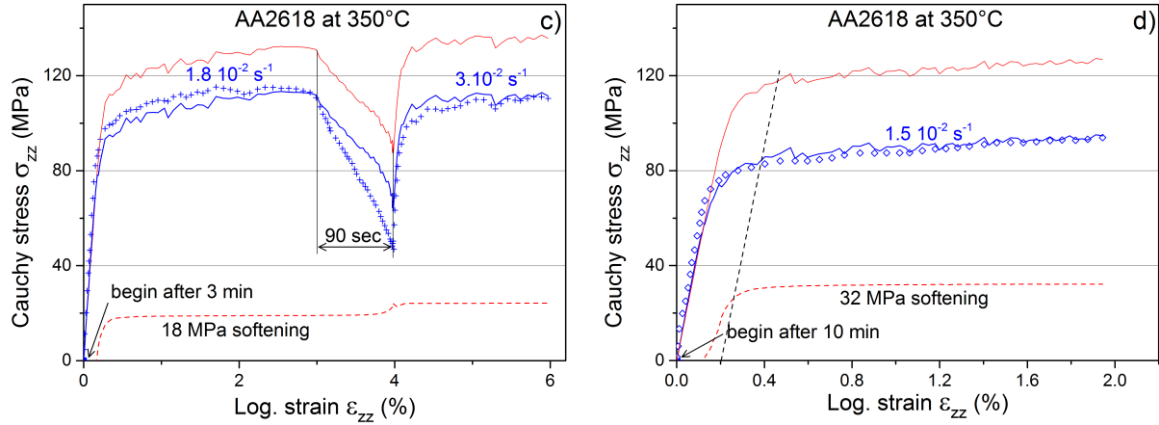 AA2618 at 350°C
c)
1.8 10⁻² s⁻¹
3.10⁻² s⁻¹
90 sec
begin after 3 min
18 MPa softening
Cauchy stress σzz (MPa)
0
40
80
120
0
2
4
6
Log. strain εzz (%)
AA2618 at 350°C
d)
1.5 10⁻² s⁻¹
32 MPa softening
begin after 10 min
Cauchy stress σzz (MPa)
0
40
80
120
0.0
0.4
0.8
1.2
1.6
2.0
Log. strain εzz (%)